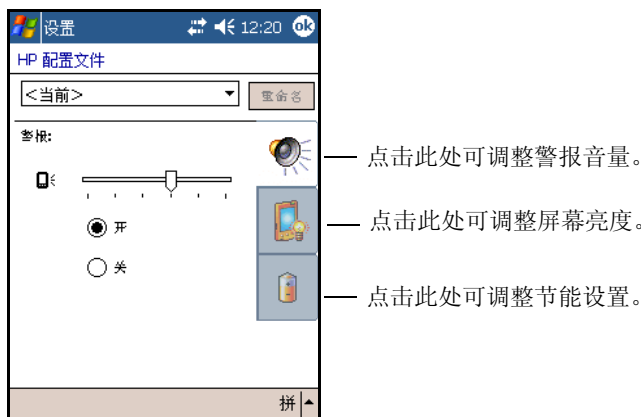 设置 12:20 ok
HP 配置文件
<当前> 重命名
警报:
开
关
拼
点击此处可调整警报音量。
点击此处可调整屏幕亮度。
点击此处可调整节能设置。